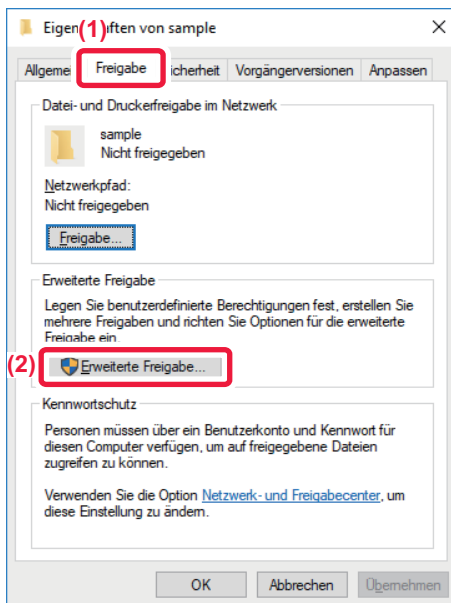 Eigen (1) ften von sample
Allgeme Freigabe icherheit Vorgängerversionen Anpassen
Datei- und Druckerfreigabe im Netzwerk
sample
Nicht freigegeben
Netzwerkpfad:
Nicht freigegeben
Freigabe...
Erweiterte Freigabe
Legen Sie benutzerdefinierte Berechtigungen fest, erstellen Sie
mehrere Freigaben und richten Sie Optionen für die erweiterte
Freigabe ein.
(2) Erweiterte Freigabe...
Kennwortschutz
Personen müssen über ein Benutzerkonto und Kennwort für
diesen Computer verfügen, um auf freigegebene Dateien
zugreifen zu können.
Verwenden Sie die Option Netzwerk- und Freigabecenter, um
diese Einstellung zu ändern.
OK Abbrechen Übernehmen